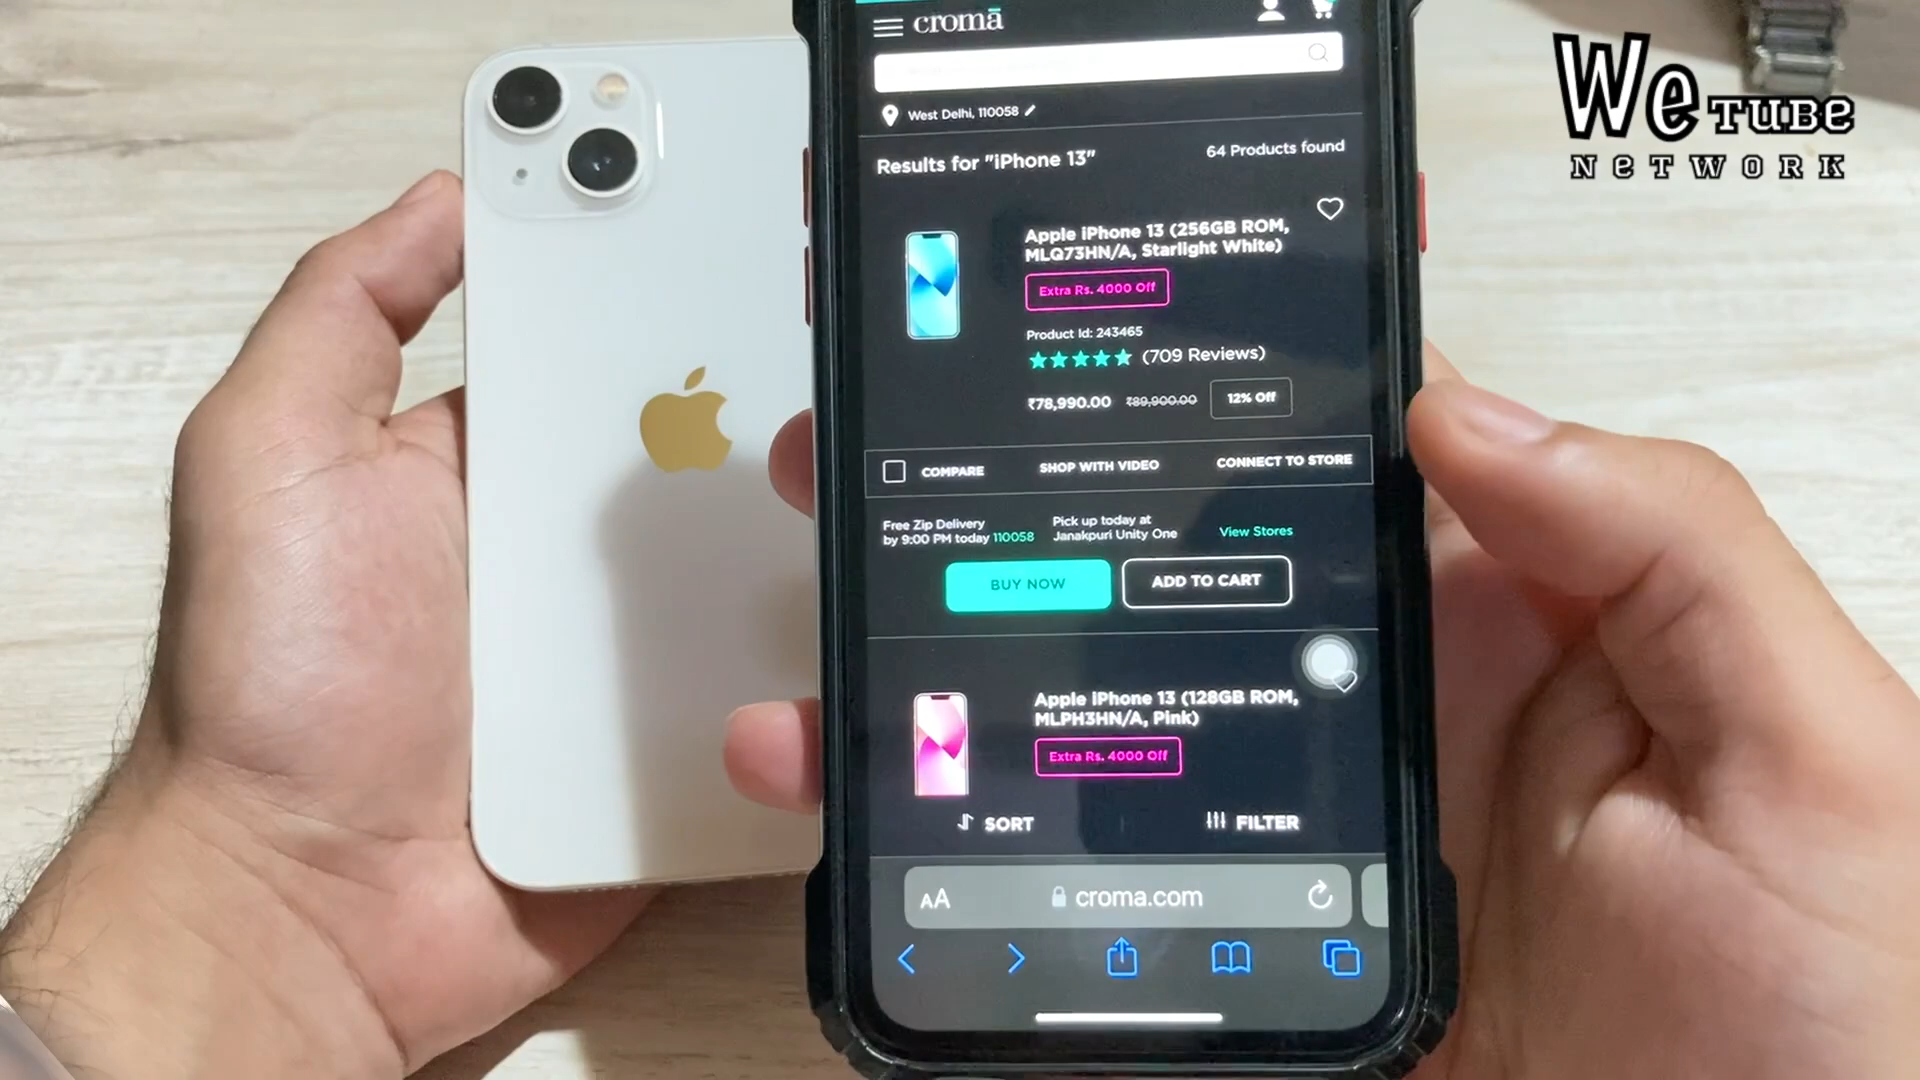 cromā
West Delhi, 110058
Results for "iPhone 13"
64 Products found
Apple iPhone 13 (256GB ROM,
MLQ73HN/A, Starlight White)
Extra Rs. 4000 Off
Product Id: 243465
(709 Reviews)
₹78,990.00 ₹89,900.00 12% Off
COMPARE SHOP WITH VIDEO CONNECT TO STORE
Free Zip Delivery
by 9:00 PM today 110058
Pick up today at
Janakpuri Unity One
View Stores
BUY NOW ADD TO CART
Apple iPhone 13 (128GB ROM,
MLPH3HN/A, Pink)
Extra Rs. 4000 Off
SORT FILTER
AA croma.com
We TUBE
NETWORK